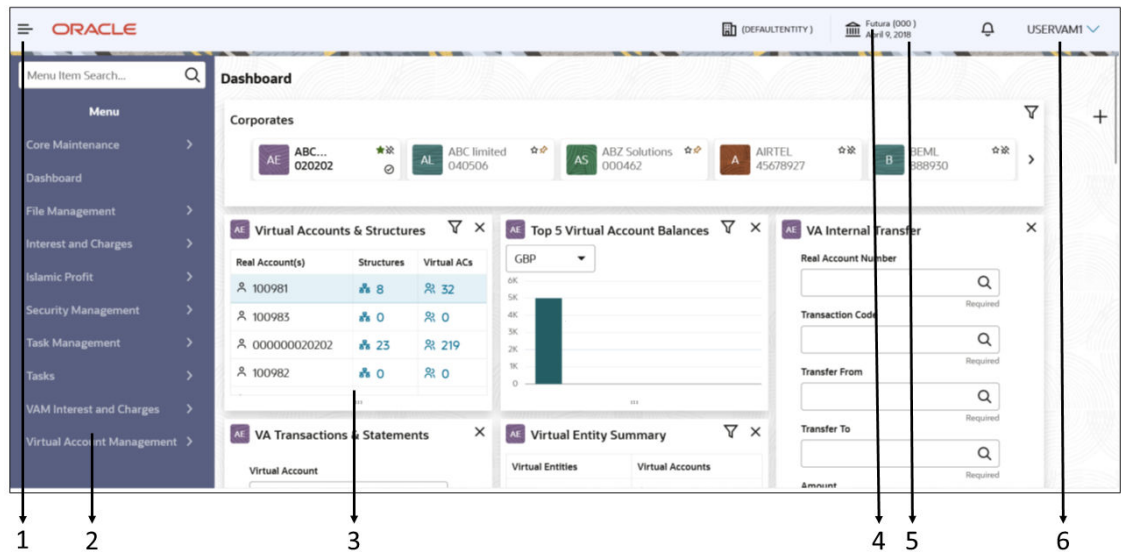 ORACLE
(DEFAULTENTITY)
Futura (000)
April 9, 2018
USERVAM1
Menu Item Search...
Menu
Core Maintenance
Dashboard
File Management
Interest and Charges
Islamic Profit
Security Management
Task Management
Tasks
VAM Interest and Charges
Virtual Account Management
Dashboard
Corporates
AE ABC...
020202
AL ABC limited
040506
AS ABZ Solutions
000462
A AIRTEL
45678927
B BEML
888930
AE Virtual Accounts & Structures
Real Account(s) Structures Virtual ACs
100981 8 32
100983 0 0
000000020202 23 219
100982 0 0
AE Top 5 Virtual Account Balances
GBP
6K
5K
4K
3K
2K
1K
0
AE VA Internal Transfer
Real Account Number
Required
Transaction Code
Required
Transfer From
Required
Transfer To
Required
Amount
AE VA Transactions & Statements
Virtual Account
AE Virtual Entity Summary
Virtual Entities Virtual Accounts
1 2 3 4 5 6